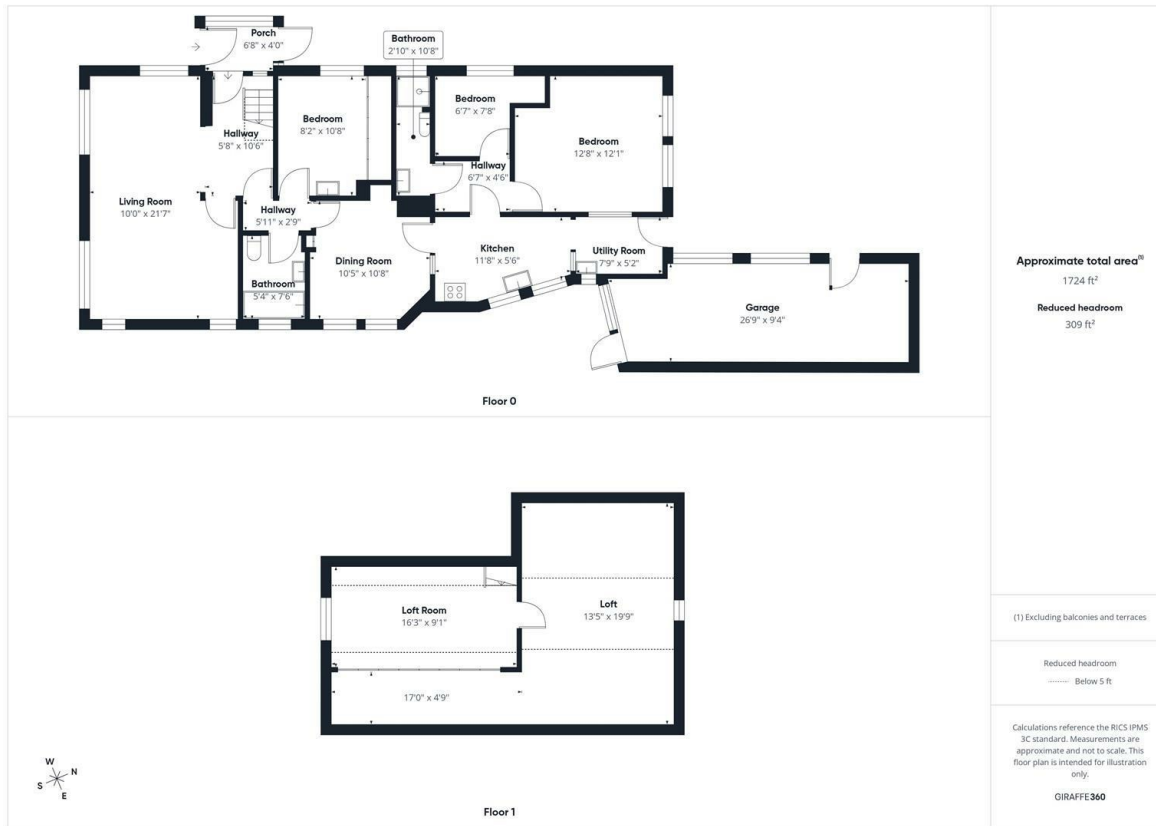 Porch
6'8" x 4'0"
Bathroom
2'10" x 10'8"
Bedroom
6'7" x 7'8"
Bedroom
8'2" x 10'8"
Hallway
5'8" x 10'6"
Bedroom
12'8" x 12'1"
Hallway
6'7" x 4'6"
Living Room
10'0" x 21'7"
Hallway
5'11" x 2'9"
Kitchen
11'8" x 5'6"
Utility Room
7'9" x 5'2"
Dining Room
10'5" x 10'8"
Bathroom
5'4" x 7'6"
Garage
26'9" x 9'4"
Floor 0
Loft Room
16'3" x 9'1"
Loft
13'5" x 19'9"
17'0" x 4'9"
W
N
S
E
Floor 1
Approximate total area(1)
1724 ft²
Reduced headroom
309 ft²
(1) Excluding balconies and terraces
Reduced headroom
Below 5 ft
Calculations reference the RICS IPMS
3C standard. Measurements are
approximate and not to scale. This
floor plan is intended for illustration
only.
GIRAFFE360